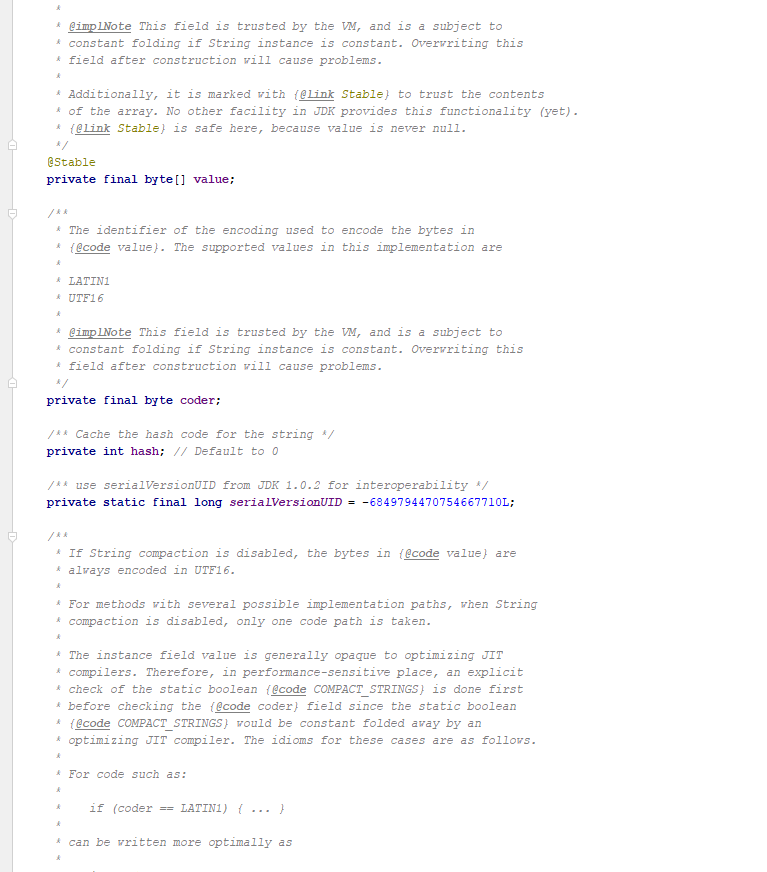 *
* @implNote This field is trusted by the VM, and is a subject to
* constant folding if String instance is constant. Overwriting this
* field after construction will cause problems.
*
* Additionally, it is marked with {@link Stable} to trust the contents
* of the array. No other facility in JDK provides this functionality (yet).
* {@link Stable} is safe here, because value is never null.
*/
@Stable
private final byte[] value;
/**
* The identifier of the encoding used to encode the bytes in
* {@code value}. The supported values in this implementation are
*
* LATIN1
* UTF16
*
* @implNote This field is trusted by the VM, and is a subject to
* constant folding if String instance is constant. Overwriting this
* field after construction will cause problems.
*/
private final byte coder;
/** Cache the hash code for the string */
private int hash; // Default to 0
/** use serialVersionUID from JDK 1.0.2 for interoperability */
private static final long serialVersionUID = -6849794470754667710L;
/**
* If String compaction is disabled, the bytes in {@code value} are
* always encoded in UTF16.
*
* For methods with several possible implementation paths, when String
* compaction is disabled, only one code path is taken.
*
* The instance field value is generally opaque to optimizing JIT
* compilers. Therefore, in performance-sensitive place, an explicit
* check of the static boolean {@code COMPACT_STRINGS} is done first
* before checking the {@code coder} field since the static boolean
* {@code COMPACT_STRINGS} would be constant folded away by an
* optimizing JIT compiler. The idioms for these cases are as follows.
*
* For code such as:
*
* if (coder == LATIN1) { ... }
*
* can be written more optimally as
*